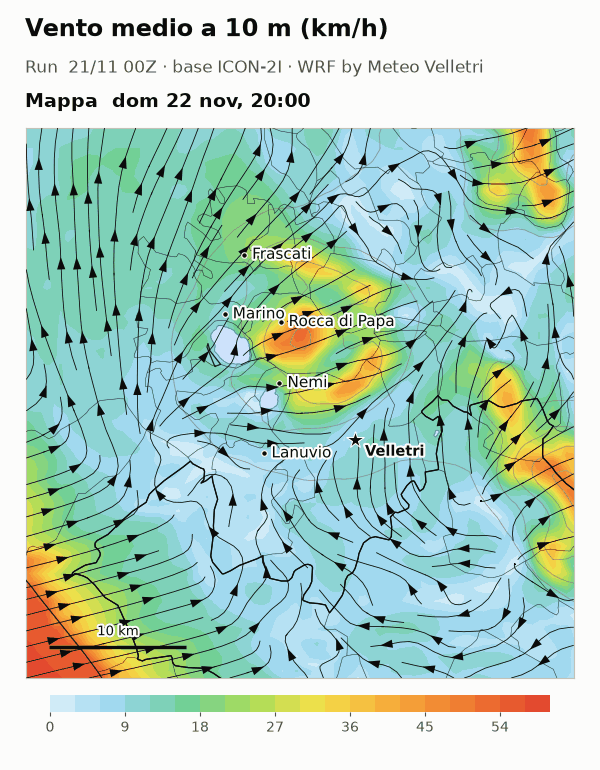 Vento medio a 10 m (km/h)
Run  21/11 00Z · base ICON-2I · WRF by Meteo Velletri
Mappa  dom 22 nov, 20:00
Frascati
Marino
Rocca di Papa
Nemi
Velletri
Lanuvio
10 km
0 9 18 27 36 45 54